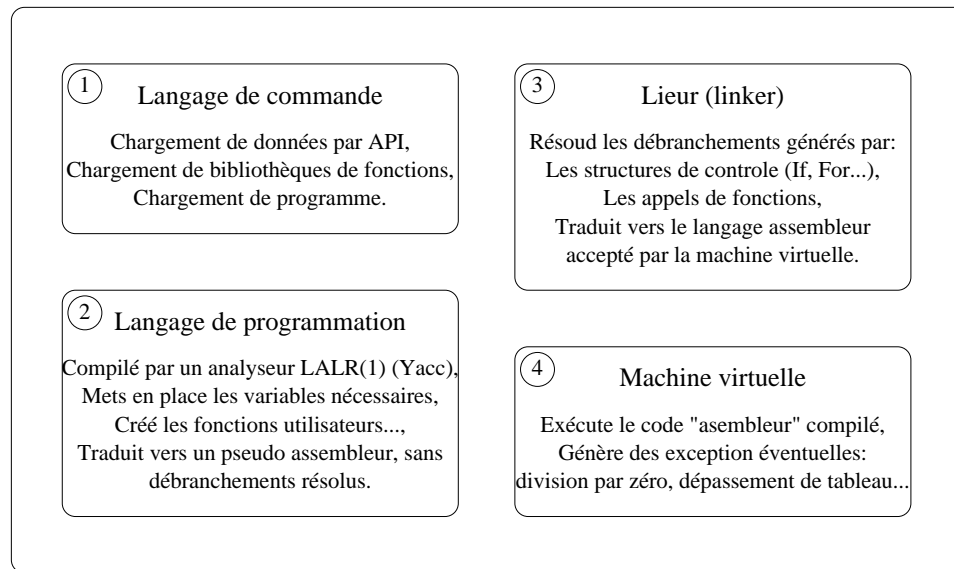 1
Langage de commande
Chargement de données par API,
Chargement de bibliothèques de fonctions,
Chargement de programme.
2
Langage de programmation
Compilé par un analyseur LALR(1) (Yacc),
Mets en place les variables nécessaires,
Créé les fonctions utilisateurs...,
Traduit vers un pseudo assembleur, sans
débranchements résolus.
3
Lieur (linker)
Résoud les débranchements générés par:
Les structures de controle (If, For...),
Les appels de fonctions,
Traduit vers le langage assembleur
accepté par la machine virtuelle.
4
Machine virtuelle
Exécute le code "asembleur" compilé,
Génère des exception éventuelles:
division par zéro, dépassement de tableau...